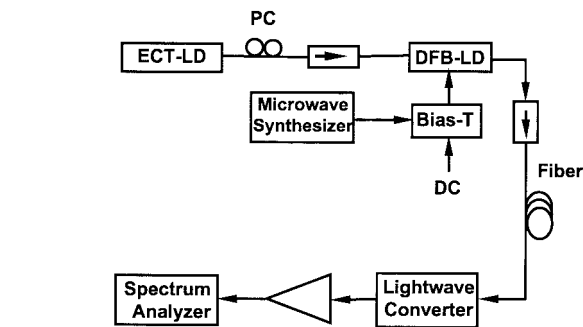 PC
ECT-LD
DFB-LD
Microwave
Synthesizer
Bias-T
DC
Fiber
Spectrum
Analyzer
Lightwave
Converter